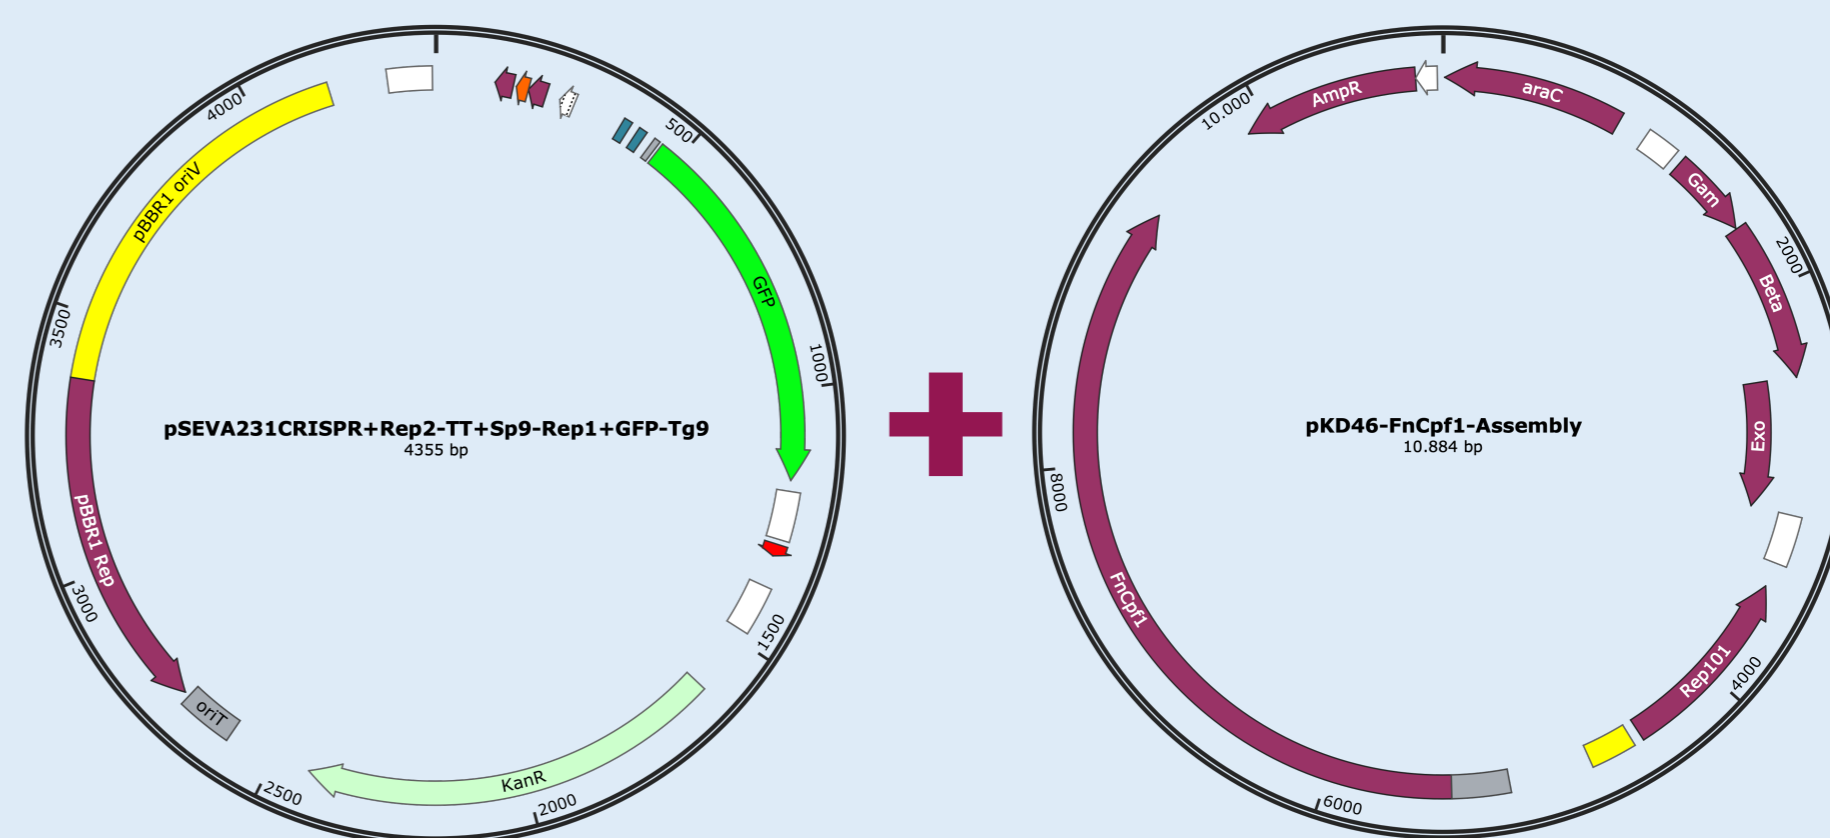 4000
500
pBBR1 oriV
GFP
3500
1000
pSEVA231CRISPR+Rep2-TT+Sp9-Rep1+GFP-Tg9
4355 bp
pBBR1 Rep
3000
1500
oriT
KanR
2500
2000
10.000
AmpR
araC
Gam
2000
Beta
pKD46-FnCpf1-Assembly
10.884 bp
Exo
8000
FnCpf1
Rep101
4000
6000